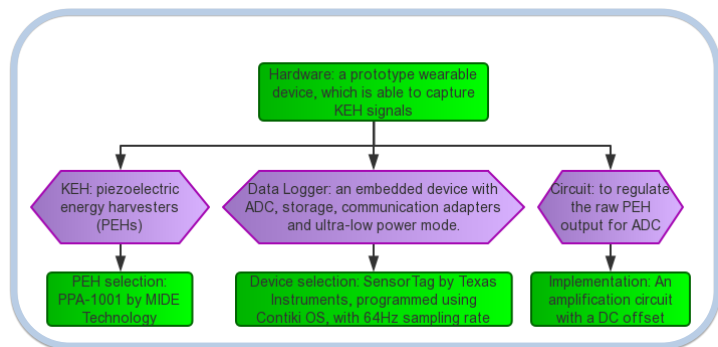 Hardware: a prototype wearable
device, which is able to capture
KEH signals
KEH: piezoelectric
energy harvesters
(PEHs)
Data Logger: an embedded device with
ADC, storage, communication adapters
and ultra-low power mode.
Circuit: to regulate
the raw PEH
output for ADC
PEH selection:
PPA-1001 by MIDE
Technology
Device selection: SensorTag by Texas
Instruments, programmed using
Contiki OS, with 64Hz sampling rate
Implementation: An
amplification circuit
with a DC offset